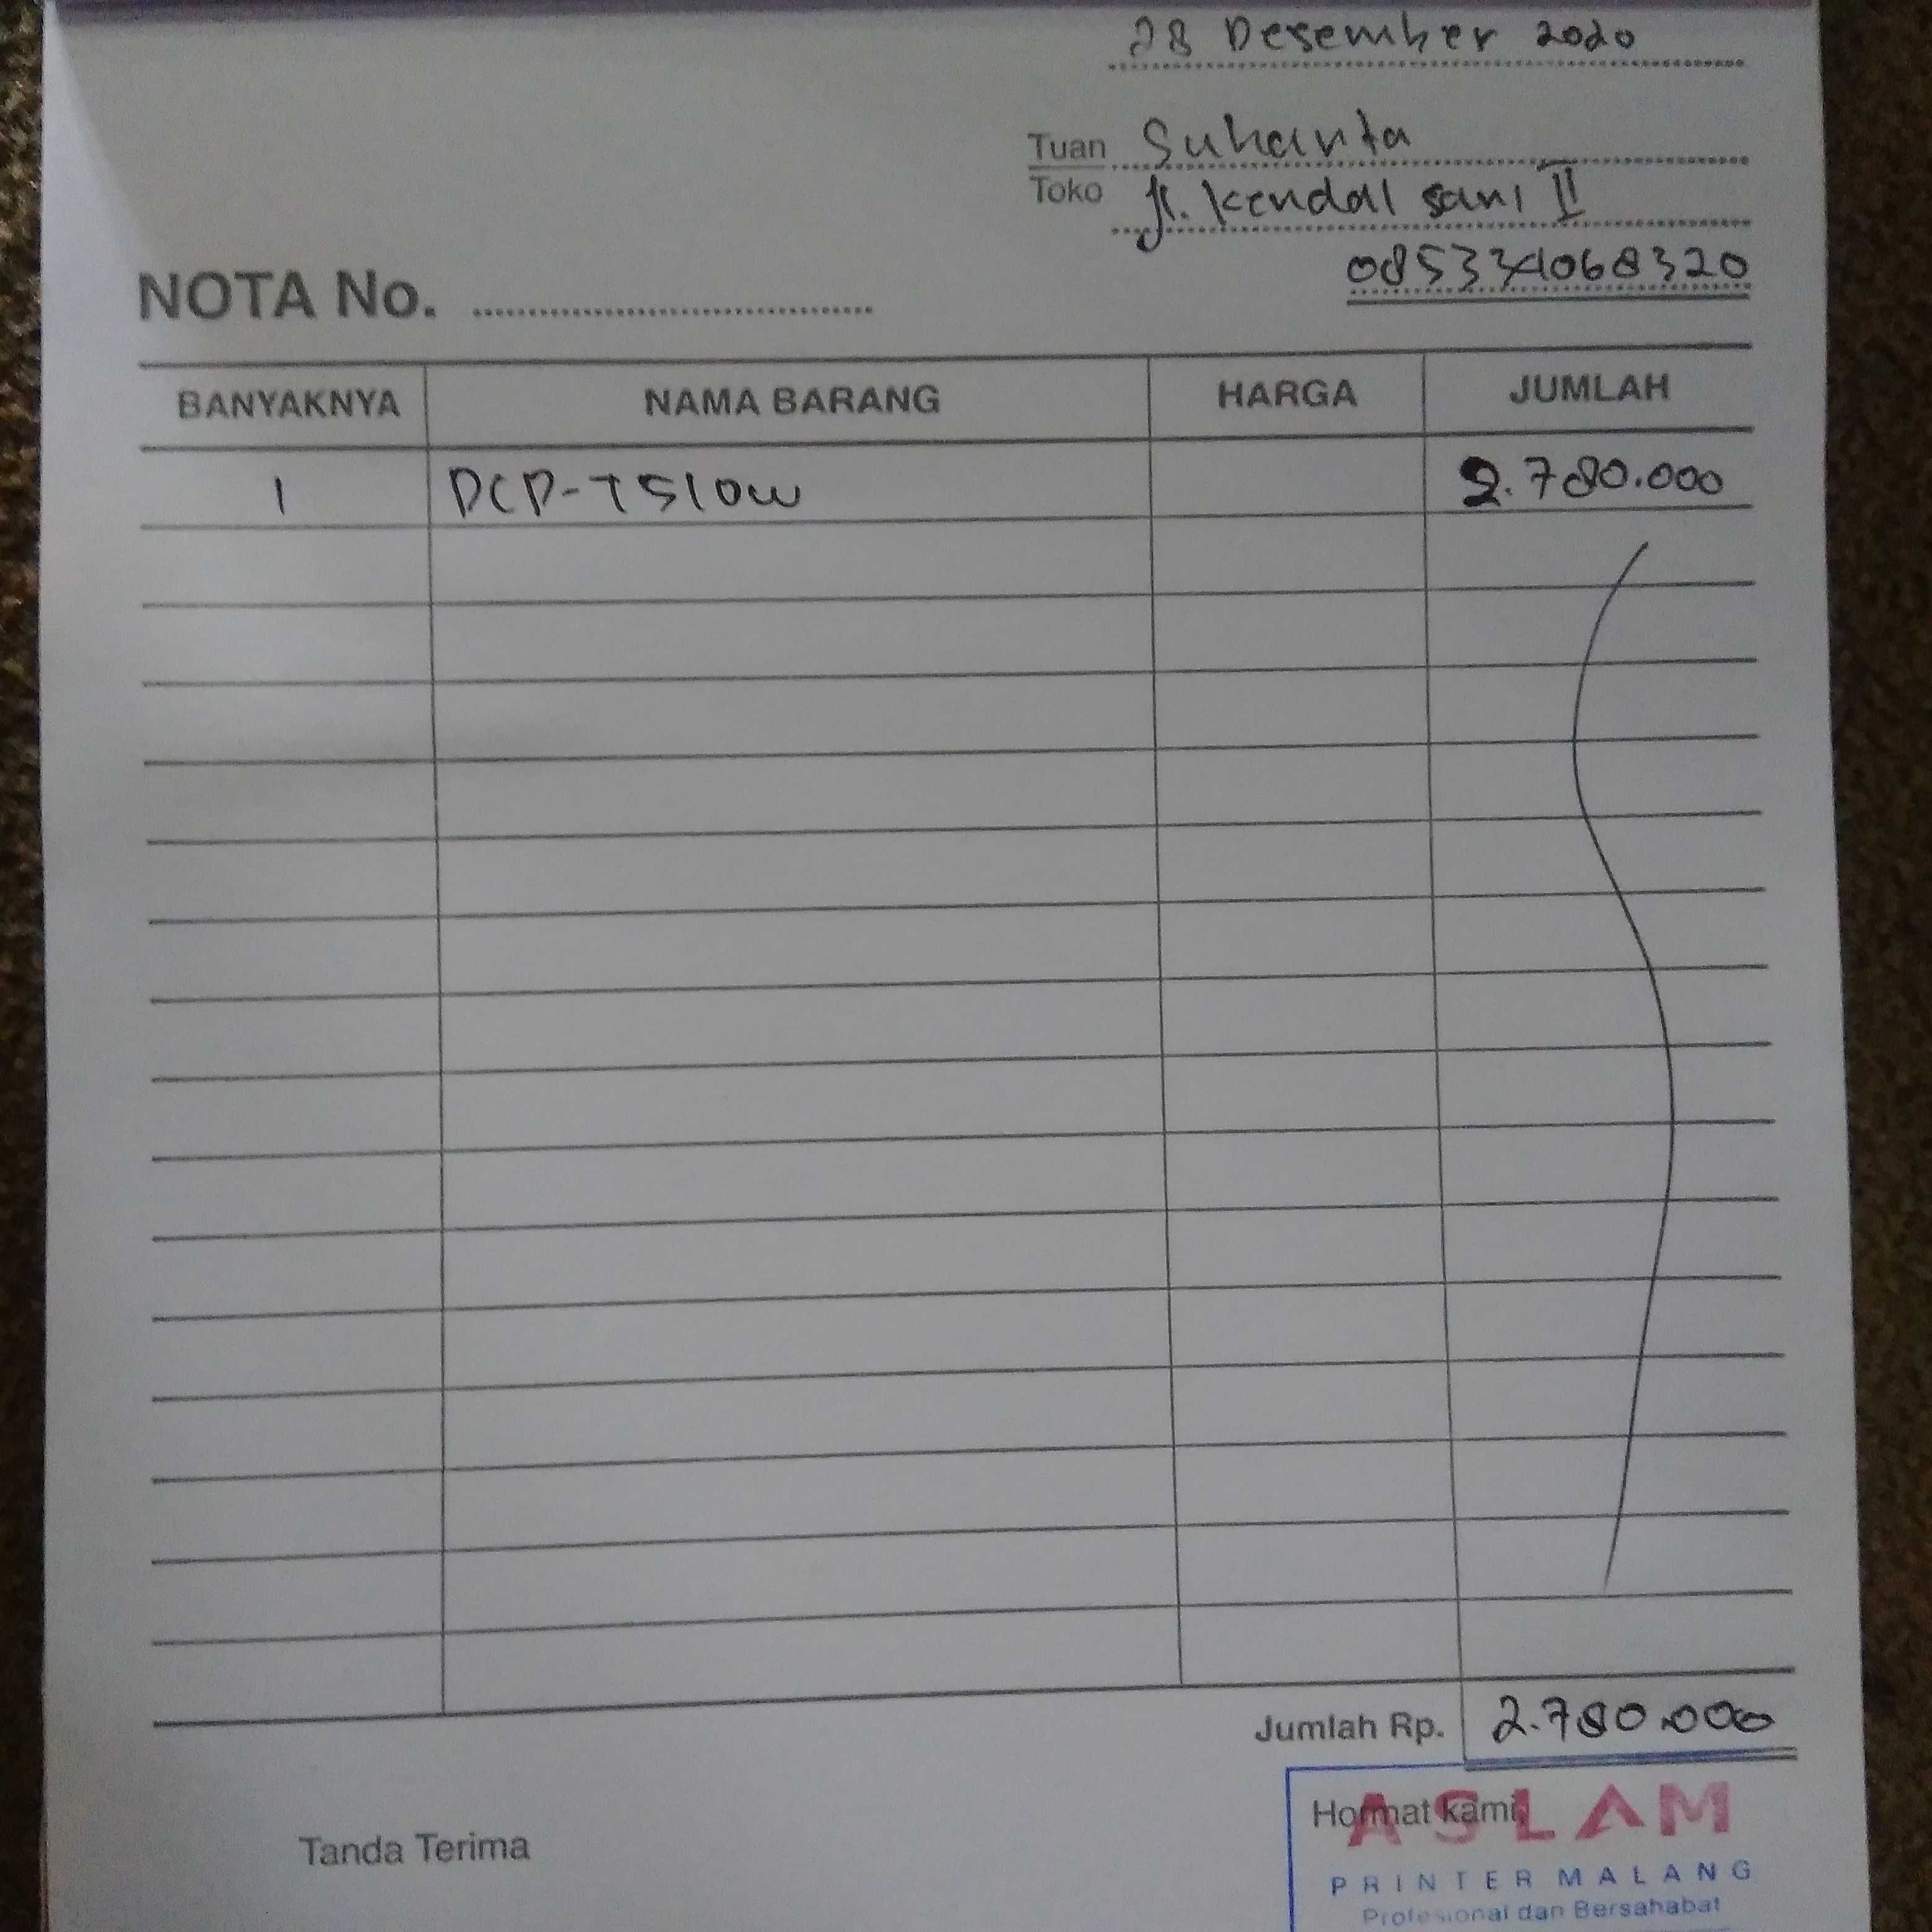 28 Desember 2020
Tuan Suharta
Toko Jl. Kendal sari II
NOTA No.
BANYAKNYA NAMA BARANG HARGA JUMLAH
1 DCP-T510W 2.780.000
Jumlah Rp. 2.780.000
Tanda Terima
Hormat kami,
ASLAM
PRINTER MALANG
Profesional dan Bersahabat